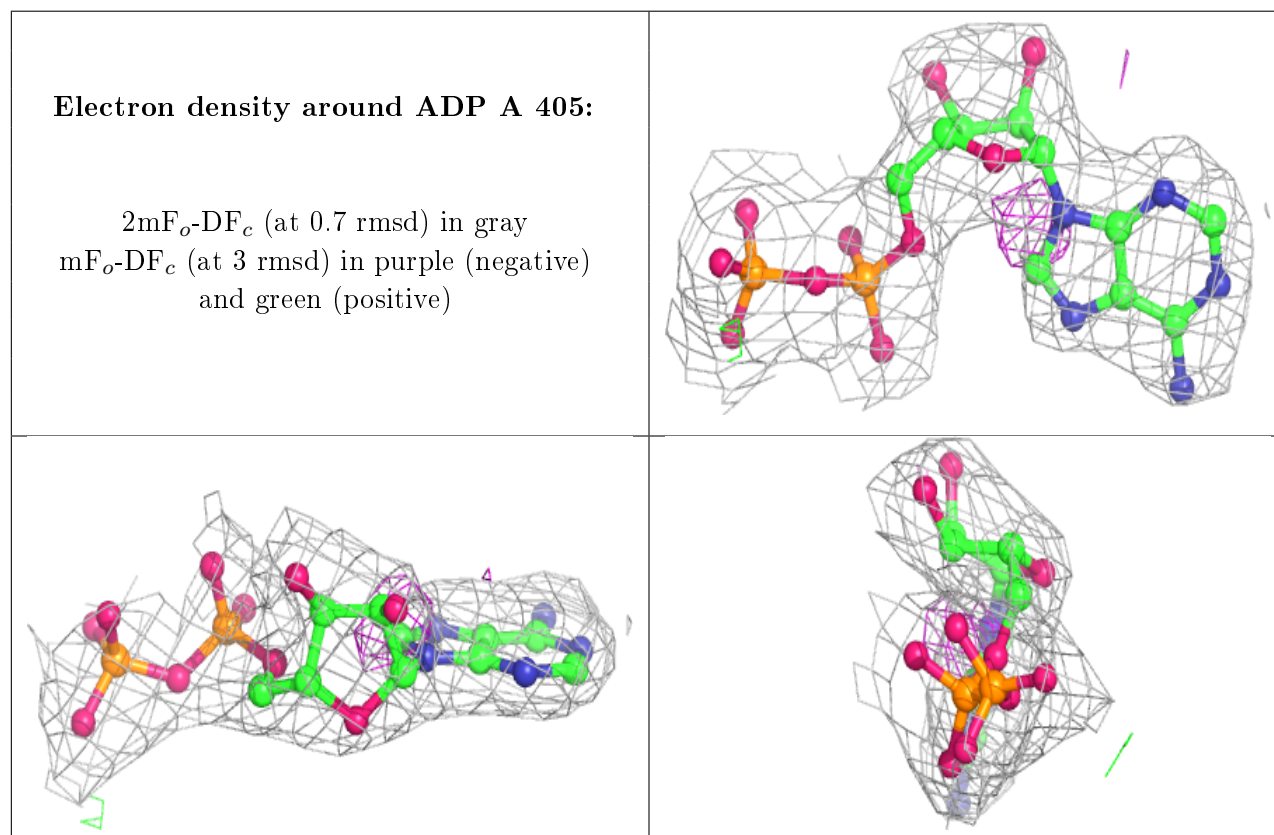 Electron density around ADP A 405:
2mFₒ-DF𝒸 (at 0.7 rmsd) in gray
mFₒ-DF𝒸 (at 3 rmsd) in purple (negative)
and green (positive)